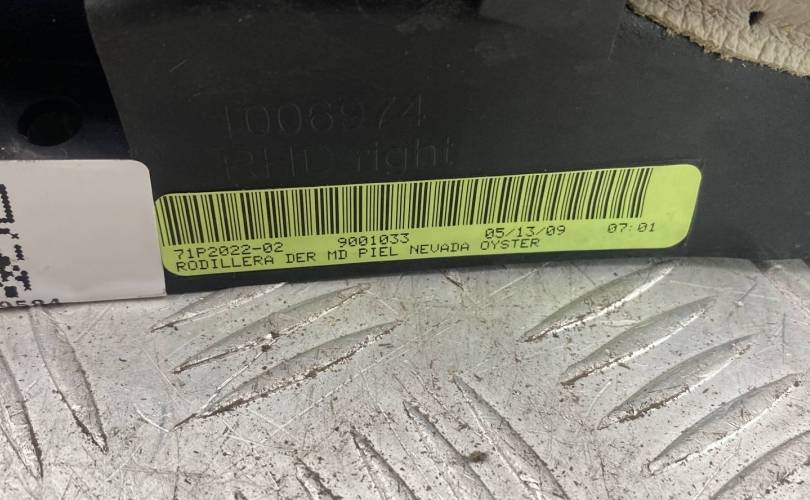 1006974
RHD right
71P2022-02 9001033 05/13/09 07:01
RODILLERA DER MD PIEL NEVADA OYSTER